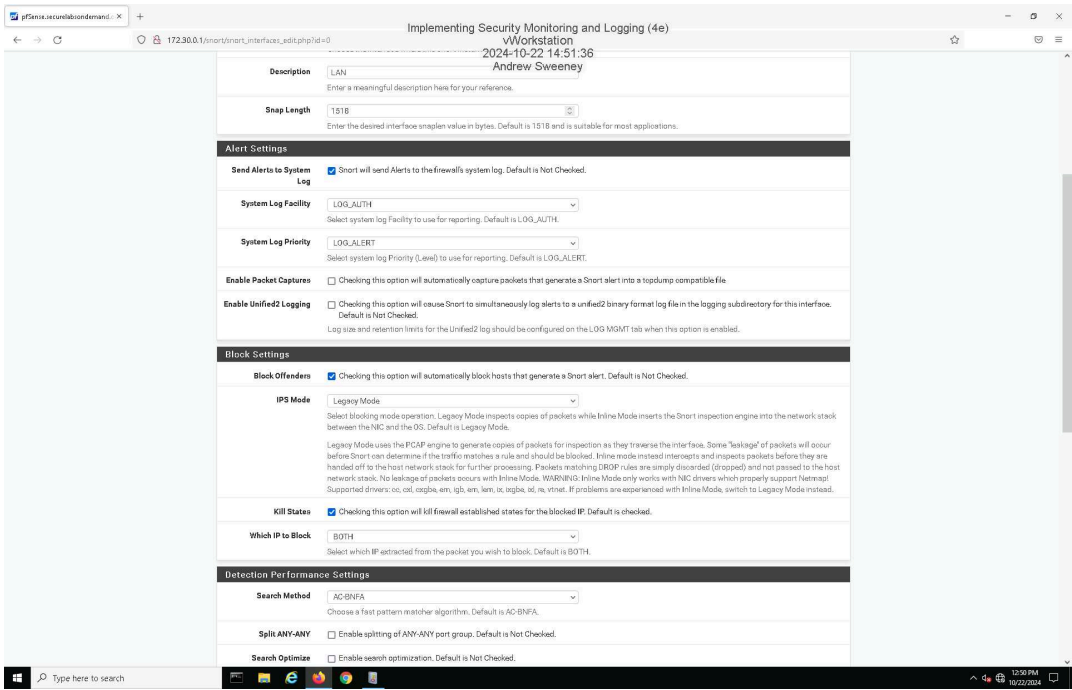 pfSense.securelabsondemand.c
Implementing Security Monitoring and Logging (4e)
172.30.0.1/snort/snort_interfaces_edit.php?id=0
vWorkstation
2024-10-22 14:51:36
Andrew Sweeney
Description
LAN
Enter a meaningful description here for your reference.
Snap Length
1518
Enter the desired interface snaplen value in bytes. Default is 1518 and is suitable for most applications.
Alert Settings
Send Alerts to System
Log
Snort will send Alerts to the firewall's system log. Default is Not Checked.
System Log Facility
LOG_AUTH
Select system log Facility to use for reporting. Default is LOG_AUTH.
System Log Priority
LOG_ALERT
Select system log Priority (Level) to use for reporting. Default is LOG_ALERT.
Enable Packet Captures
Checking this option will automatically capture packets that generate a Snort alert into a tcpdump compatible file
Enable Unified2 Logging
Checking this option will cause Snort to simultaneously log alerts to a unified2 binary format log file in the logging subdirectory for this interface.
Default is Not Checked.
Log size and retention limits for the Unified2 log should be configured on the LOG MGMT tab when this option is enabled.
Block Settings
Block Offenders
Checking this option will automatically block hosts that generate a Snort alert. Default is Not Checked.
IPS Mode
Legacy Mode
Select blocking mode operation. Legacy Mode inspects copies of packets while Inline Mode inserts the Snort inspection engine into the network stack
between the NIC and the OS. Default is Legacy Mode.
Legacy Mode uses the PCAP engine to generate copies of packets for inspection as they traverse the interface. Some "leakage" of packets will occur
before Snort can determine if the traffic matches a rule and should be blocked. Inline mode instead intercepts and inspects packets before they are
handed off to the host network stack for further processing. Packets matching DROP rules are simply discarded (dropped) and not passed to the host
network stack. No leakage of packets occurs with Inline Mode. WARNING: Inline Mode only works with NIC drivers which properly support Netmap!
Supported drivers: cc, cxl, cxgbe, em, igb, em, lem, ix, ixgbe, ixl, re, vtnet. If problems are experienced with Inline Mode, switch to Legacy Mode instead.
Kill States
Checking this option will kill firewall established states for the blocked IP. Default is checked.
Which IP to Block
BOTH
Select which IP extracted from the packet you wish to block. Default is BOTH.
Detection Performance Settings
Search Method
AC-BNFA
Choose a fast pattern matcher algorithm. Default is AC-BNFA.
Split ANY-ANY
Enable splitting of ANY-ANY port group. Default is Not Checked.
Search Optimize
Enable search optimization. Default is Not Checked.
Type here to search
12:50 PM
10/22/2024